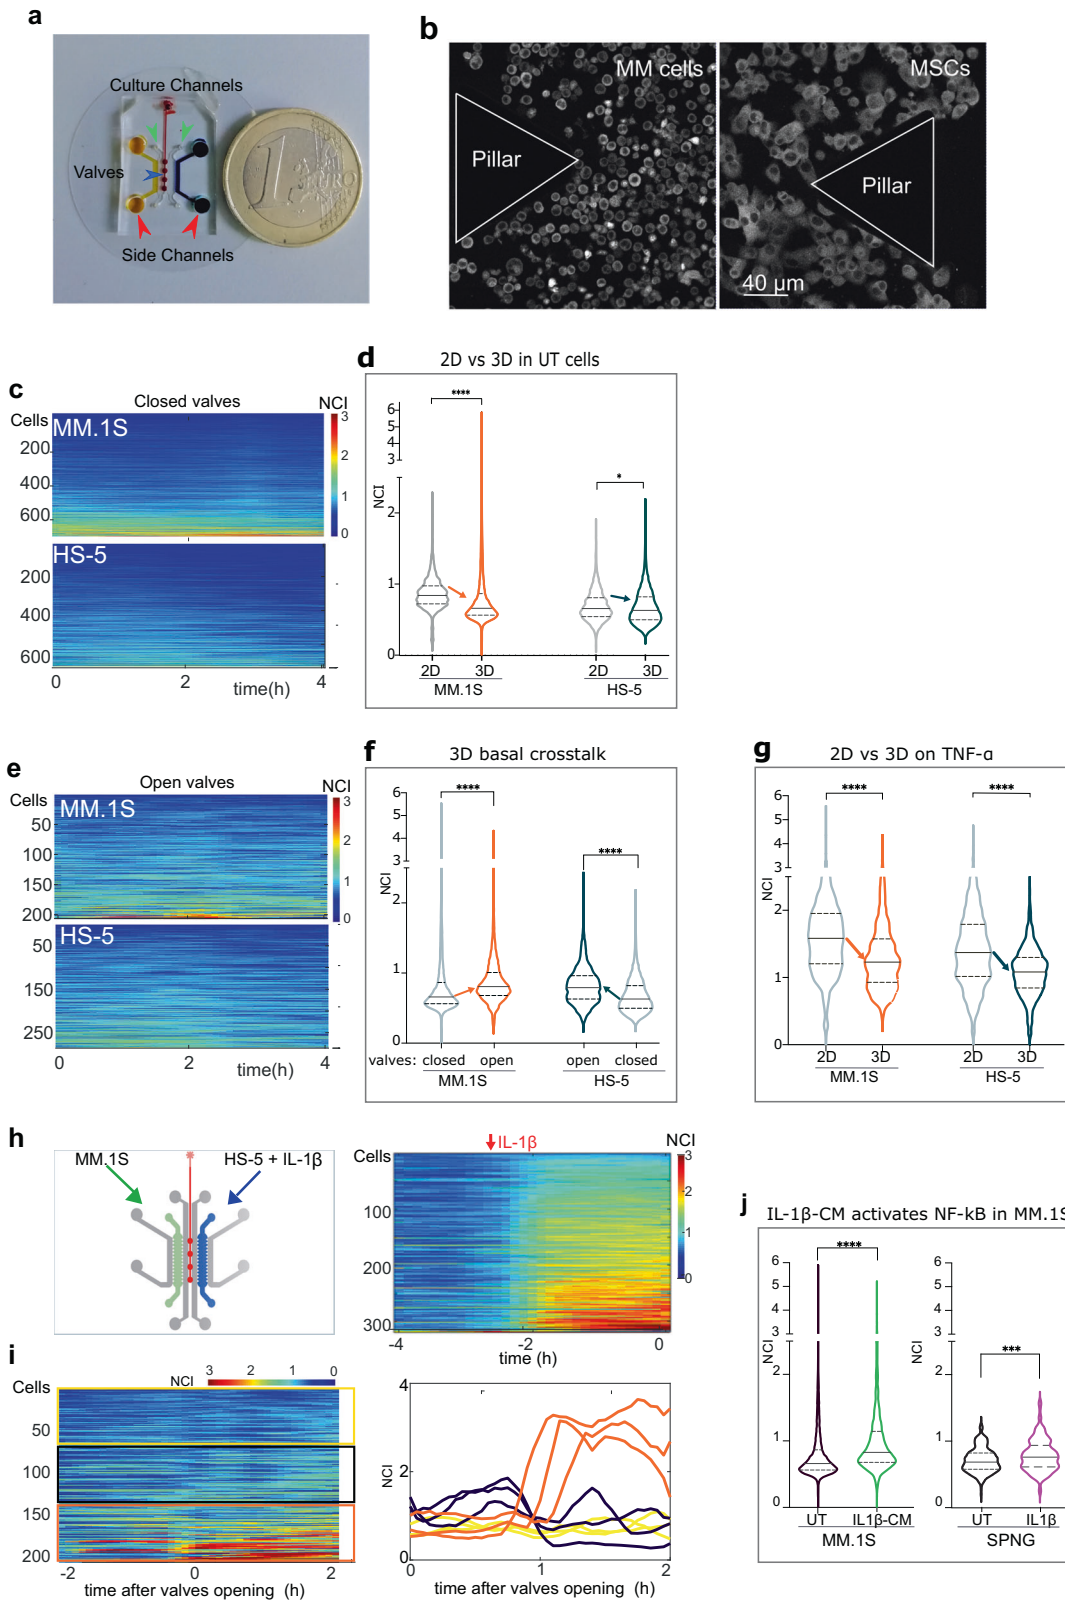 a
Culture Channels
Valves
Side Channels
1
b
MM cells
Pillar
MSCs
Pillar
40 µm
c
Closed valves
NCI
Cells
MM.1S
200
400
600
3
2
1
0
HS-5
200
400
600
0 2 4
time(h)
d
2D vs 3D in UT cells
****
*
NCI
6
5
4
3
2
1
0
2D 3D 2D 3D
MM.1S HS-5
e
Open valves
NCI
Cells
MM.1S
50
100
150
200
3
2
1
0
HS-5
50
150
250
0 2 4
time(h)
f
3D basal crosstalk
****
****
NCI
6
5
4
3
2
1
0
valves: closed open open closed
MM.1S HS-5
g
2D vs 3D on TNF-α
**** ****
NCI
6
5
4
3
2
1
0
2D 3D 2D 3D
MM.1S HS-5
h
MM.1S HS-5 + IL-1β
IL-1β
NCI
Cells
100
200
300
3
2
1
0
-4 -2 0
time (h)
i
NCI 3 2 1 0
Cells
50
100
150
200
-2 0 2
time after valves opening (h)
NCI
4
2
0
0 1 2
time after valves opening (h)
j
IL-1β-CM activates NF-kB in MM.1S
****
NCI
6
5
4
3
2
1
0
UT IL1β-CM
MM.1S
***
NCI
6
5
4
3
2
1
0
UT IL1β
SPNG